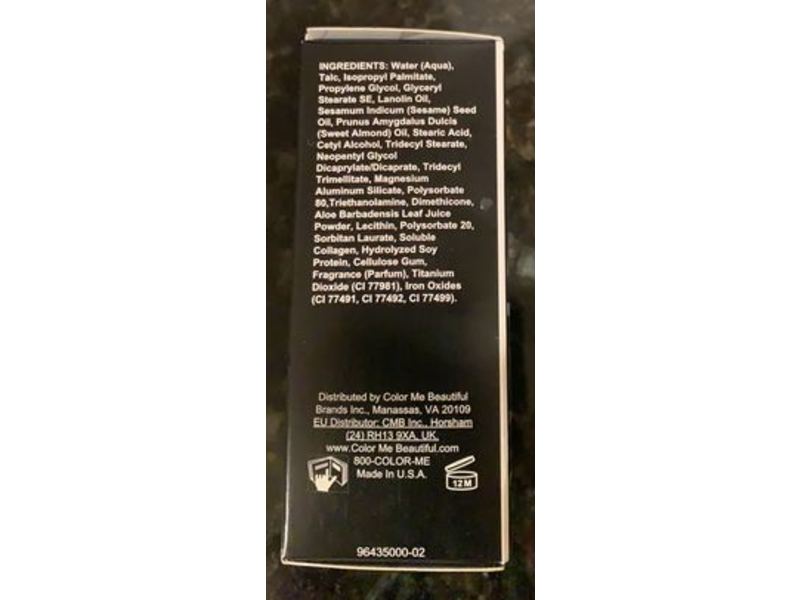 INGREDIENTS: Water (Aqua),
Talc, Isopropyl Palmitate,
Propylene Glycol, Glyceryl
Stearate SE, Lanolin Oil,
Sesamum Indicum (Sesame) Seed
Oil, Prunus Amygdalus Dulcis
(Sweet Almond) Oil, Stearic Acid,
Cetyl Alcohol, Tridecyl Stearate,
Neopentyl Glycol
Dicaprylate/Dicaprate, Tridecyl
Trimellitate, Magnesium
Aluminum Silicate, Polysorbate
80,Triethanolamine, Dimethicone,
Aloe Barbadensis Leaf Juice
Powder, Lecithin, Polysorbate 20,
Sorbitan Laurate, Soluble
Collagen, Hydrolyzed Soy
Protein, Cellulose Gum,
Fragrance (Parfum), Titanium
Dioxide (CI 77981), Iron Oxides
(CI 77491, CI 77492, CI 77499).
Distributed by Color Me Beautiful
Brands Inc., Manassas, VA 20109
EU Distributor: CMB Inc., Horsham
(24) RH13 9XA, UK.
www.Color Me Beautiful.com
800-COLOR-ME
Made In U.S.A.
12M
96435000-02